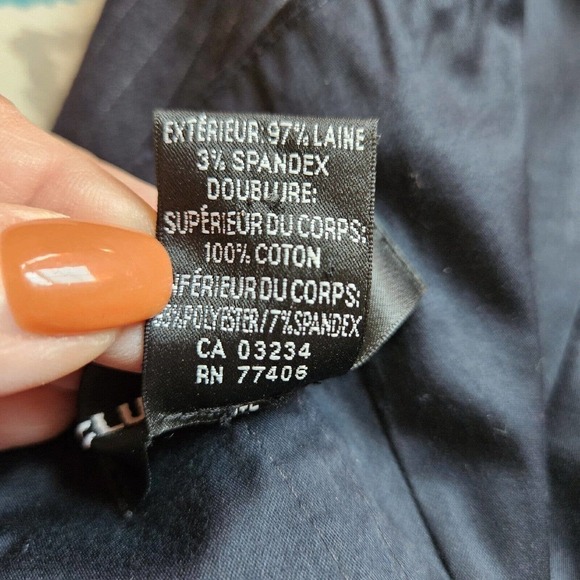 EXTÉRIEUR 97% LAINE
3% SPANDEX
DOUBLURE:
SUPÉRIEUR DU CORPS:
100% COTON
NFÉRIEUR DU CORPS:
3%POLYESTER/7%SPANDEX
CA 03234
RN 77406
CLU